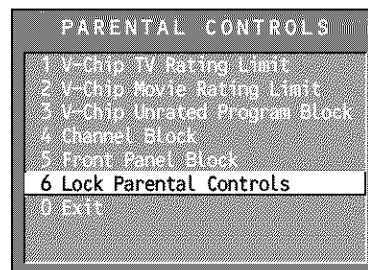 PARENTAL CONTROLS
1 V-Chip TV Rating Limit
2 V-Chip Movie Rating Limit
3 V-Chip Unrated Program Block
4 Channel Block
5 Front Panel Block
6 Lock Parental Controls
0 Exit